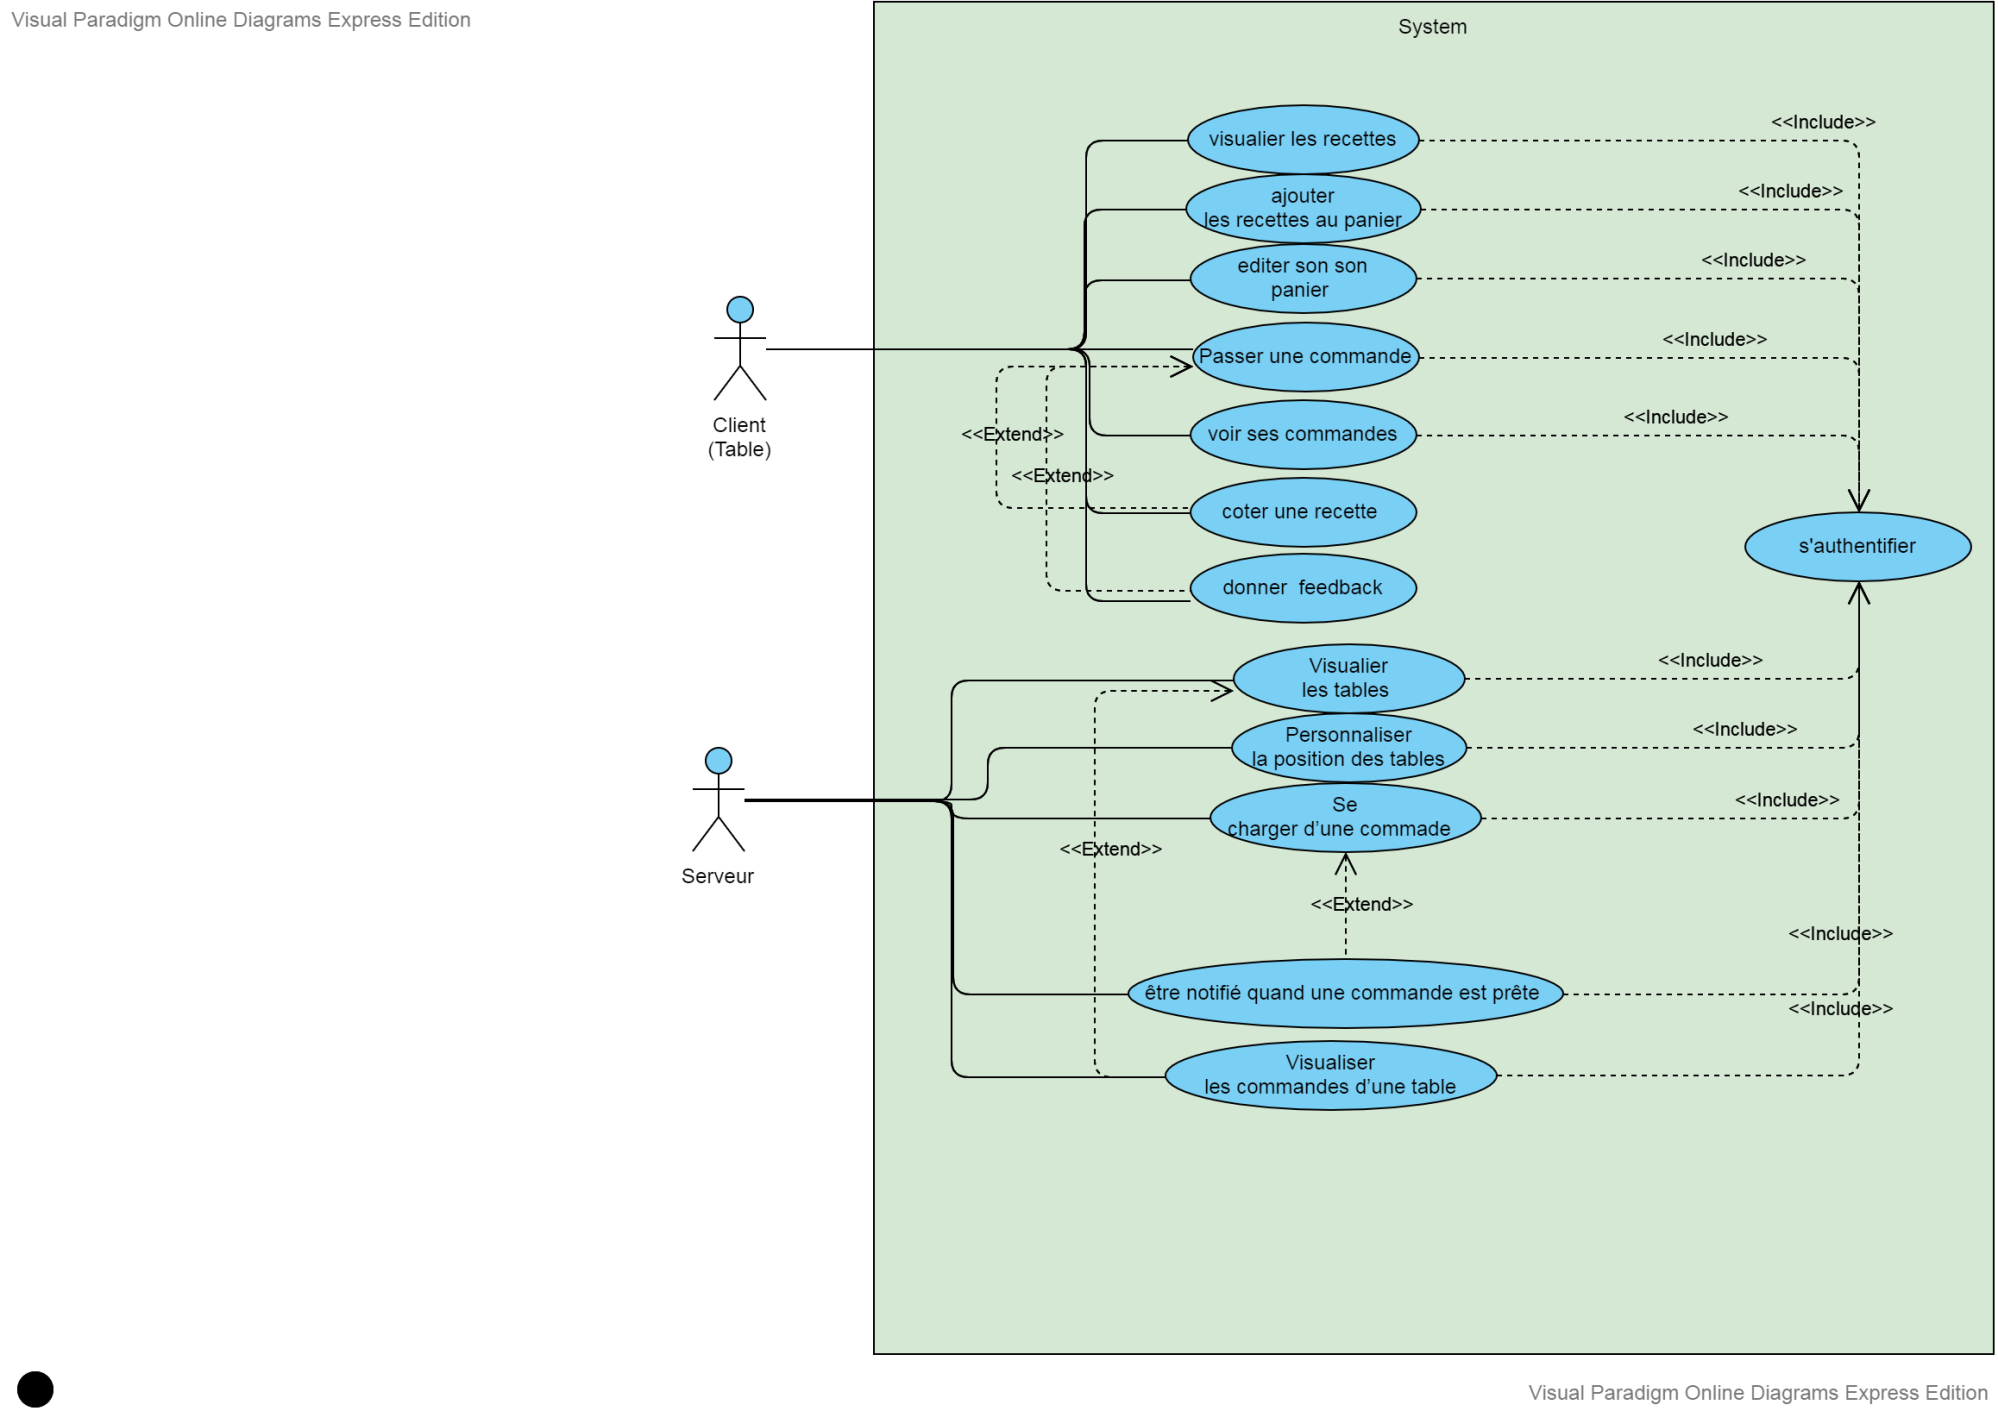 Visual Paradigm Online Diagrams Express Edition
System
visualier les recettes
<<Include>>
ajouter
les recettes au panier
<<Include>>
editer son son
panier
<<Include>>
Passer une commande
<<Include>>
Client
(Table)
<<Extend>>
voir ses commandes
<<Include>>
<<Extend>>
coter une recette
s'authentifier
donner feedback
Visualier
les tables
<<Include>>
Personnaliser
la position des tables
<<Include>>
Se
charger d’une commade
<<Include>>
Serveur
<<Extend>>
<<Extend>>
<<Include>>
être notifié quand une commande est prête
<<Include>>
Visualiser
les commandes d’une table
Visual Paradigm Online Diagrams Express Edition